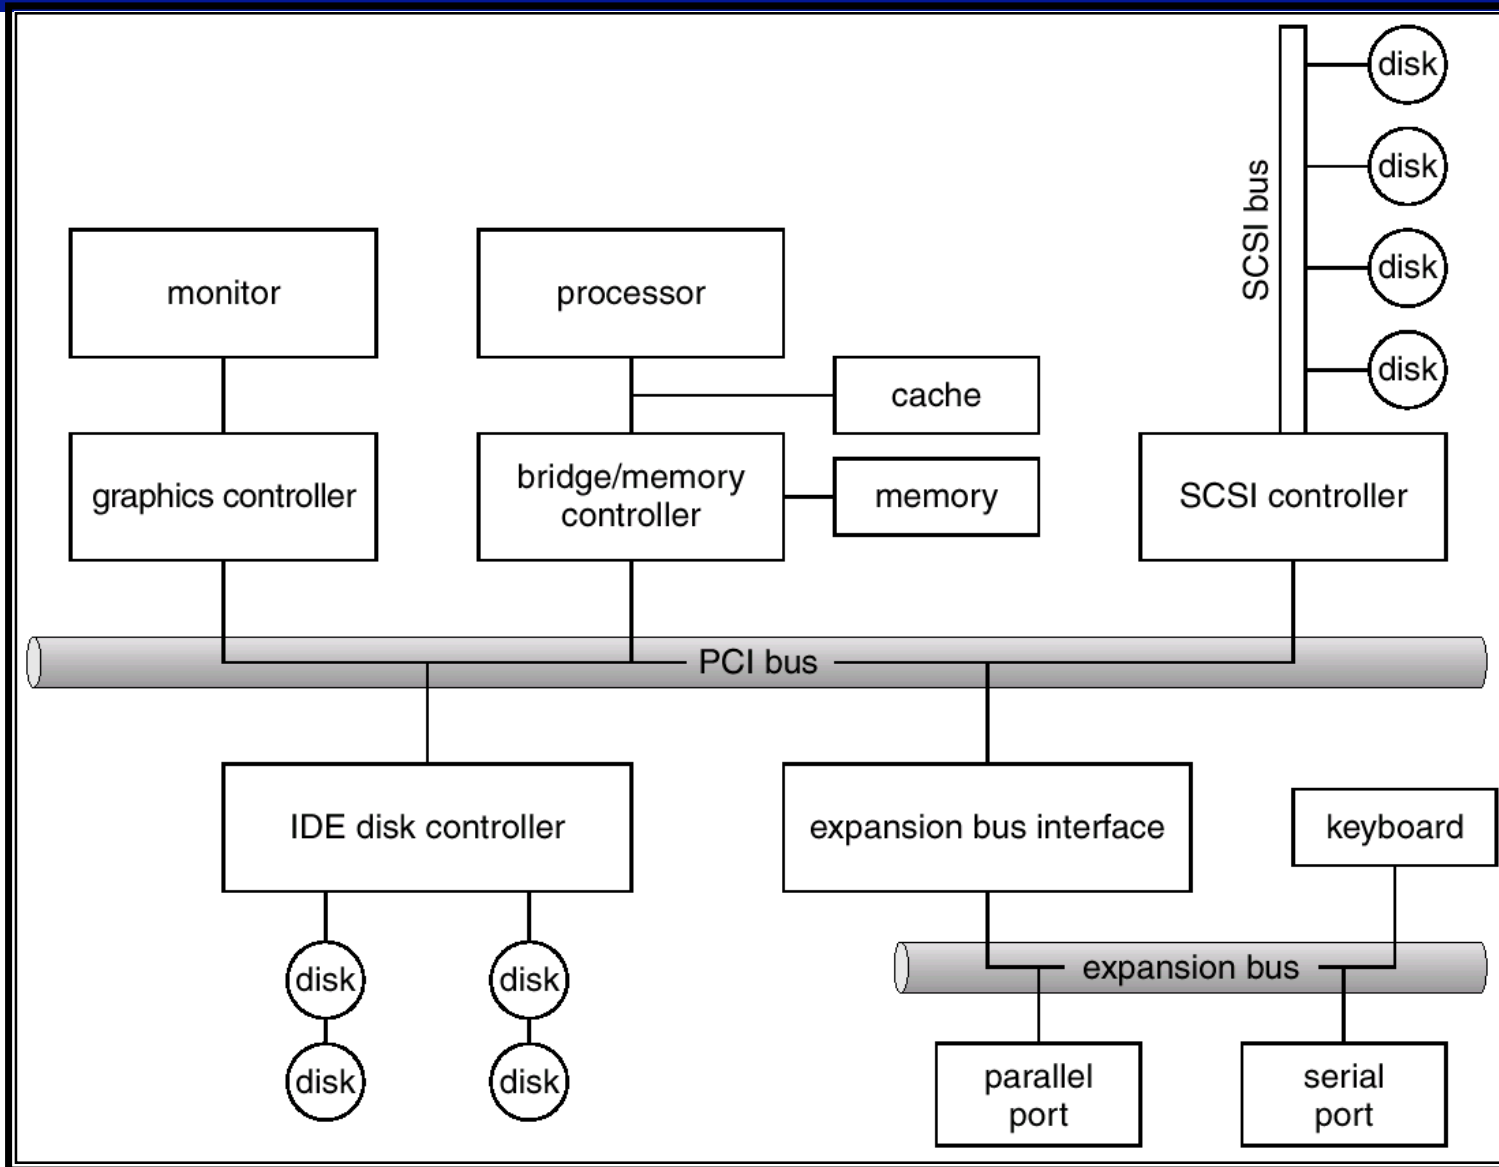 disk
disk
SCSI bus
disk
disk
monitor
processor
cache
graphics controller
bridge/memory
controller
memory
SCSI controller
PCI bus
IDE disk controller
expansion bus interface
keyboard
disk
disk
expansion bus
disk
disk
parallel
port
serial
port